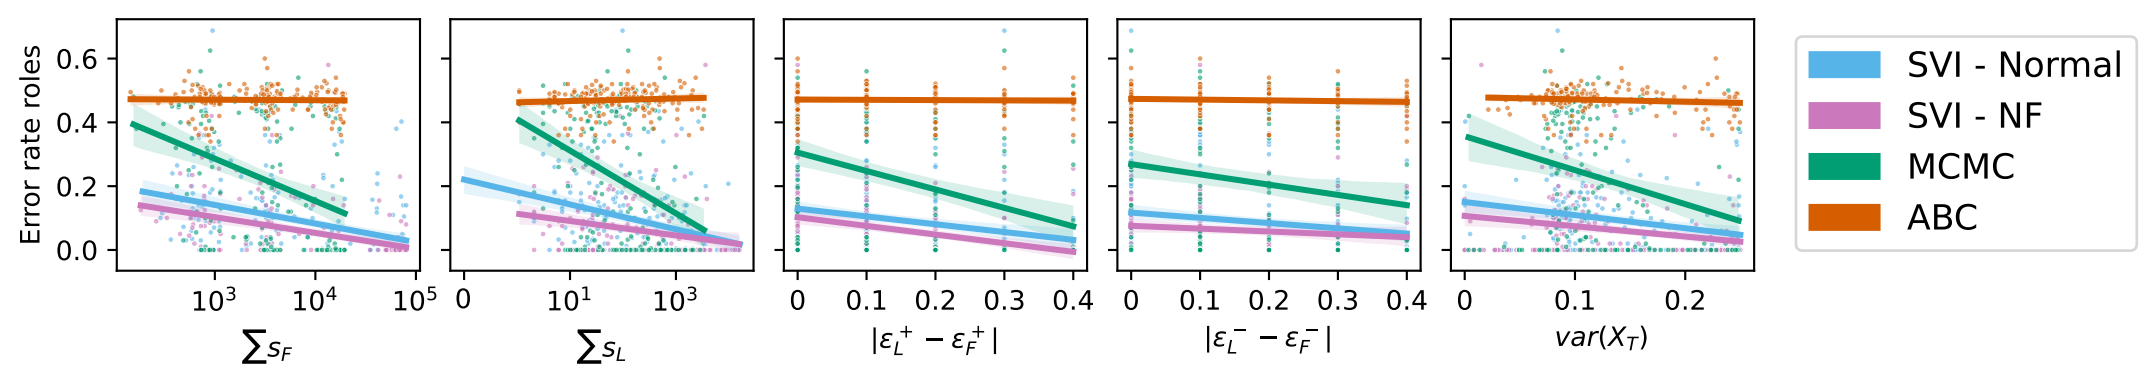 Error rate roles
0.6
0.4
0.2
0.0
10³ 10⁴ 10⁵
∑s_F
0 10¹ 10³
∑s_L
0 0.1 0.2 0.3 0.4
|ε_L^+ − ε_F^+|
0 0.1 0.2 0.3 0.4
|ε_L^− − ε_F^−|
0 0.1 0.2
var(X_T)
SVI - Normal
SVI - NF
MCMC
ABC